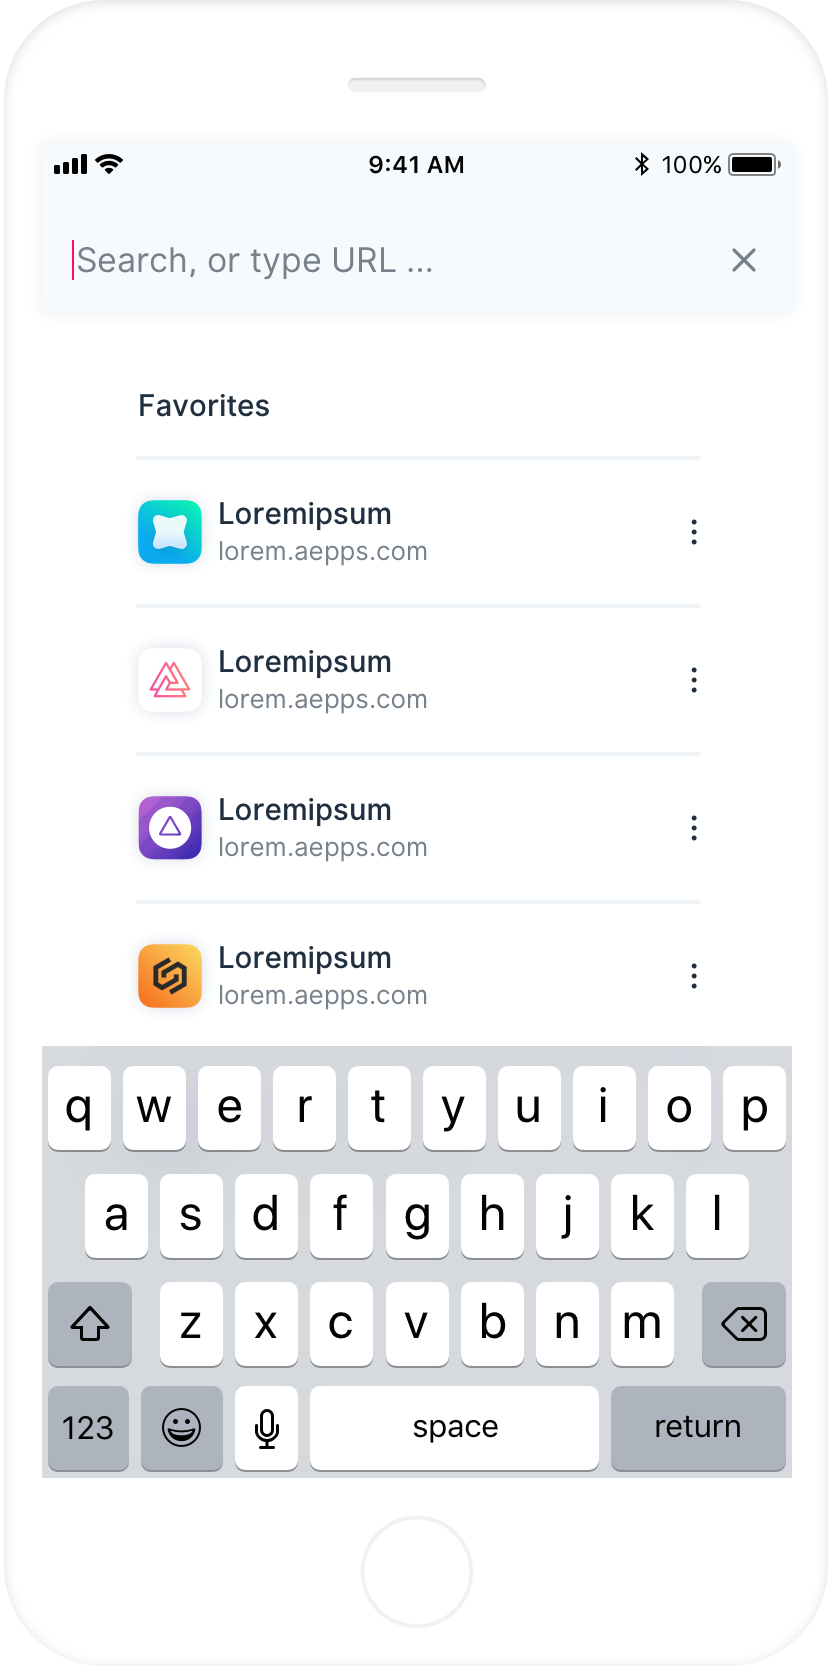 9:41 AM
100%
Search, or type URL ...
Favorites
Loremipsum
lorem.aepps.com
Loremipsum
lorem.aepps.com
Loremipsum
lorem.aepps.com
Loremipsum
lorem.aepps.com
q w e r t y u i o p
a s d f g h j k l
z x c v b n m
123 space return